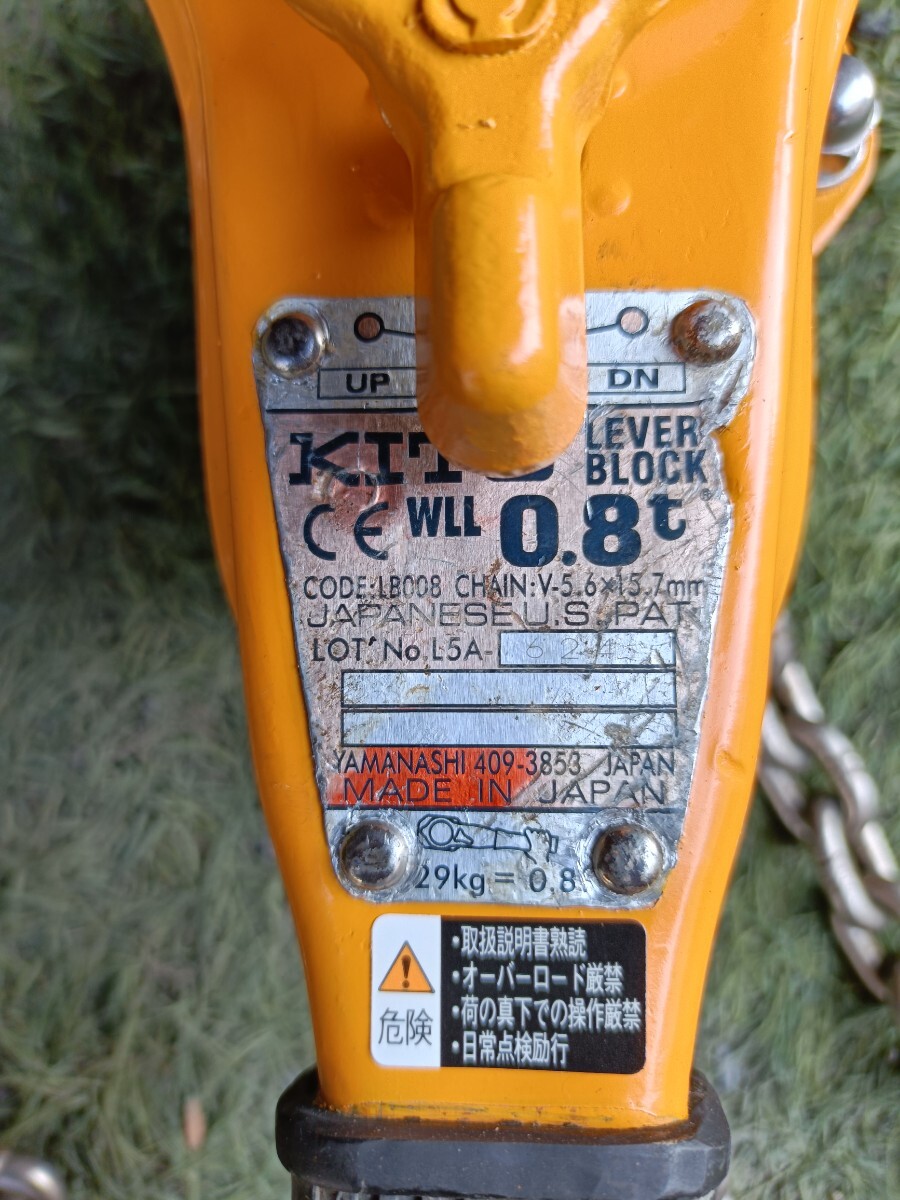 UP DN
KITO LEVER
BLOCK
CE WLL 0.8t
CODE:LB008 CHAIN:V-5.6×15.7mm
JAPANESE U.S. PAT
LOT No. L5A- 624
YAMANASHI 409-3853 JAPAN
MADE IN JAPAN
29kg = 0.8
危険
・取扱説明書熟読
・オーバーロード厳禁
・荷の真下での操作厳禁
・日常点検励行